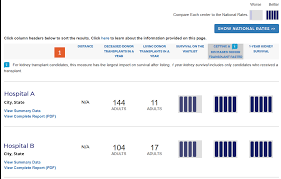 Worse Better
Compare Each center to the National Rates
SHOW NATIONAL RATES >>
Click column headers below to sort the results. Click here to learn about the information provided on this page.
1
DISTANCE
DECEASED DONOR TRANSPLANTS IN A YEAR
LIVING DONOR TRANSPLANTS IN A YEAR
SURVIVAL ON THE WAITLIST
GETTING A DECEASED DONOR TRANSPLANT FASTER
1-YEAR KIDNEY SURVIVAL
For kidney transplant candidates, this measure has the largest impact on survival after listing. 1 year kidney survival includes only candidates who received a transplant.
Hospital A
City, State
View Summary Data
View Complete Report (PDF)
N/A
144
ADULTS
11
ADULTS
Hospital B
City, State
View Summary Data
View Complete Report (PDF)
N/A
104
ADULTS
17
ADULTS